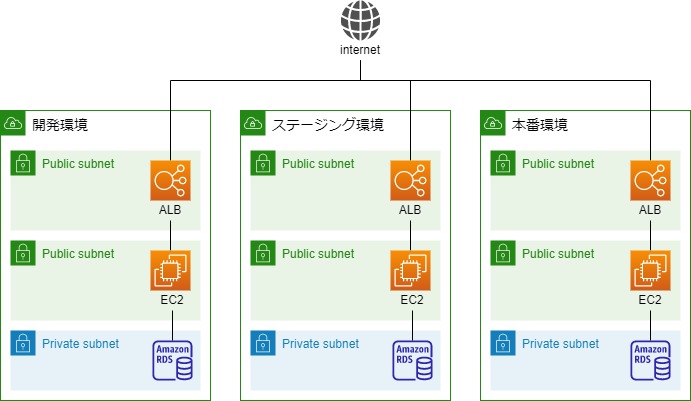 internet
開発環境
Public subnet
ALB
Public subnet
EC2
Private subnet
Amazon
RDS
ステージング環境
Public subnet
ALB
Public subnet
EC2
Private subnet
Amazon
RDS
本番環境
Public subnet
ALB
Public subnet
EC2
Private subnet
Amazon
RDS